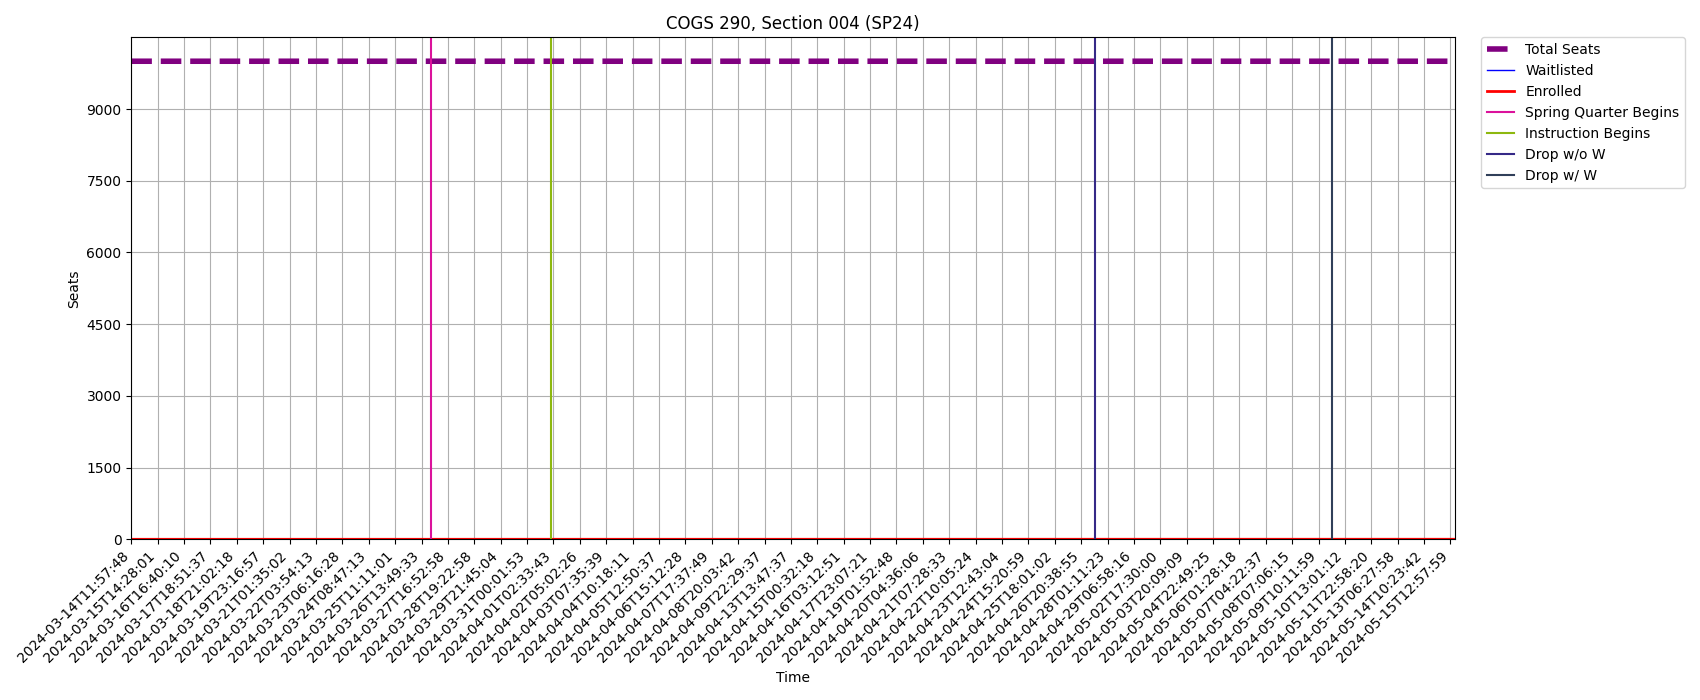 COGS 290, Section 004 (SP24)
Total Seats
Waitlisted
Enrolled
Spring Quarter Begins
Instruction Begins
Drop w/o W
Drop w/ W
Seats
9000
7500
6000
4500
3000
1500
0
2024-03-14T11:57:48
2024-03-15T14:28:01
2024-03-16T16:40:10
2024-03-17T18:51:37
2024-03-18T21:02:18
2024-03-19T23:16:57
2024-03-21T01:35:02
2024-03-22T03:54:13
2024-03-23T06:16:28
2024-03-24T08:47:13
2024-03-25T11:11:01
2024-03-26T13:49:33
2024-03-27T16:52:58
2024-03-28T19:22:58
2024-03-29T21:45:04
2024-03-31T00:01:53
2024-04-01T02:33:43
2024-04-02T05:02:26
2024-04-03T07:35:39
2024-04-04T10:18:11
2024-04-05T12:50:37
2024-04-06T15:12:28
2024-04-07T17:37:49
2024-04-08T20:03:42
2024-04-09T22:29:37
2024-04-13T13:47:37
2024-04-15T00:32:18
2024-04-16T03:12:51
2024-04-17T23:07:21
2024-04-19T01:52:48
2024-04-20T04:36:06
2024-04-21T07:28:33
2024-04-22T10:05:24
2024-04-23T12:43:04
2024-04-24T15:20:59
2024-04-25T18:01:02
2024-04-26T20:38:55
2024-04-28T01:11:23
2024-04-29T06:58:16
2024-05-02T17:30:00
2024-05-03T20:09:09
2024-05-04T22:49:25
2024-05-06T01:28:18
2024-05-07T04:22:37
2024-05-08T07:06:15
2024-05-09T10:11:59
2024-05-10T13:01:12
2024-05-11T22:58:20
2024-05-13T06:27:58
2024-05-14T10:23:42
2024-05-15T12:57:59
Time